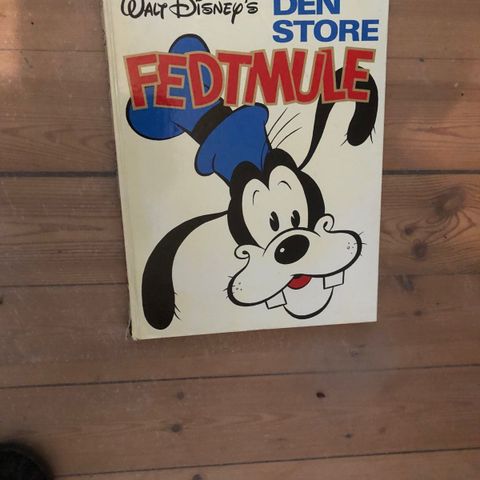 WALT DISNEY'S
DEN
STORE
FEDTMULE